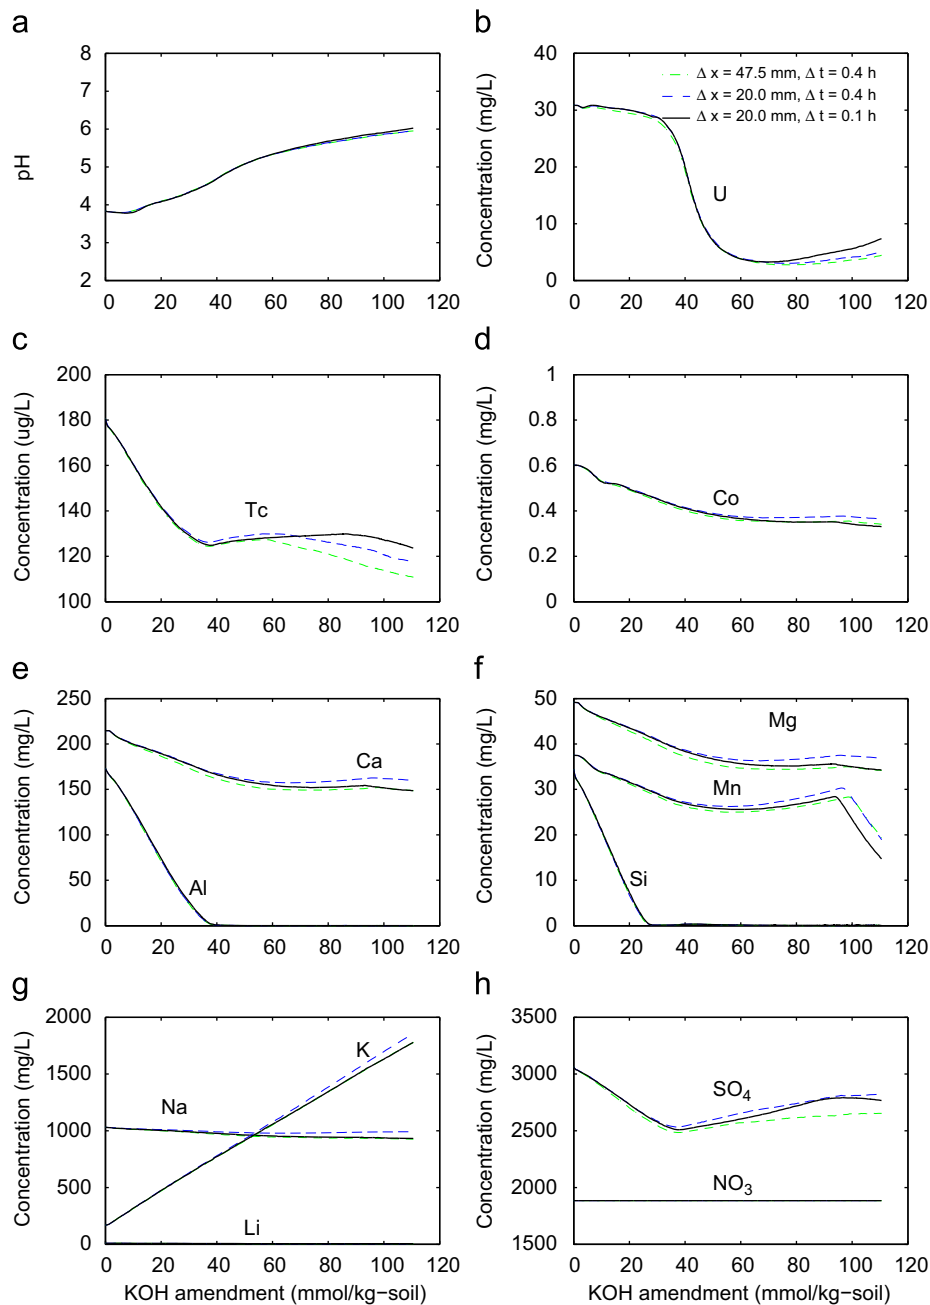 a
8
7
6
5
4
3
2
pH
0 20 40 60 80 100 120
b
40
30
20
10
0
Concentration (mg/L)
Δ x = 47.5 mm, Δ t = 0.4 h
Δ x = 20.0 mm, Δ t = 0.4 h
Δ x = 20.0 mm, Δ t = 0.1 h
U
0 20 40 60 80 100 120
c
200
180
160
140
120
100
Concentration (ug/L)
Tc
0 20 40 60 80 100 120
d
1
0.8
0.6
0.4
0.2
0
Concentration (mg/L)
Co
0 20 40 60 80 100 120
e
250
200
150
100
50
0
Concentration (mg/L)
Ca
Al
0 20 40 60 80 100 120
f
50
40
30
20
10
0
Concentration (mg/L)
Mg
Mn
Si
0 20 40 60 80 100 120
g
2000
1500
1000
500
0
Concentration (mg/L)
K
Na
Li
0 20 40 60 80 100 120
KOH amendment (mmol/kg−soil)
h
3500
3000
2500
2000
1500
Concentration (mg/L)
SO4
NO3
0 20 40 60 80 100 120
KOH amendment (mmol/kg−soil)